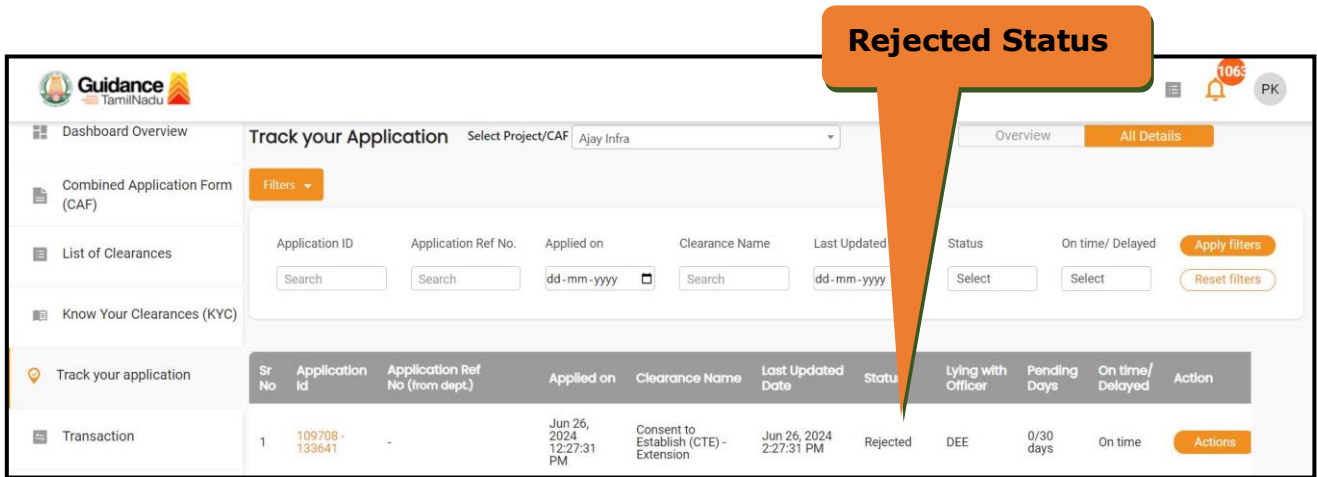 Rejected Status
Guidance
TamilNadu
1063
PK
Dashboard Overview
Track your Application
Select Project/CAF
Ajay Infra
Overview
All Details
Combined Application Form
(CAF)
Filters
List of Clearances
Application ID
Application Ref No.
Applied on
Clearance Name
Last Updated
Status
On time/ Delayed
Apply filters
Search
Search
dd-mm-yyyy
Search
dd-mm-yyyy
Select
Select
Reset filters
Know Your Clearances (KYC)
Track your application
Sr
No
Application
Id
Application Ref
No (from dept.)
Applied on
Clearance Name
Last Updated
Date
Status
Lying with
Officer
Pending
Days
On time/
Delayed
Action
Transaction
1
109708 -
133641
-
Jun 26,
2024
12:27:31
PM
Consent to
Establish (CTE) -
Extension
Jun 26, 2024
2:27:31 PM
Rejected
DEE
0/30
days
On time
Actions